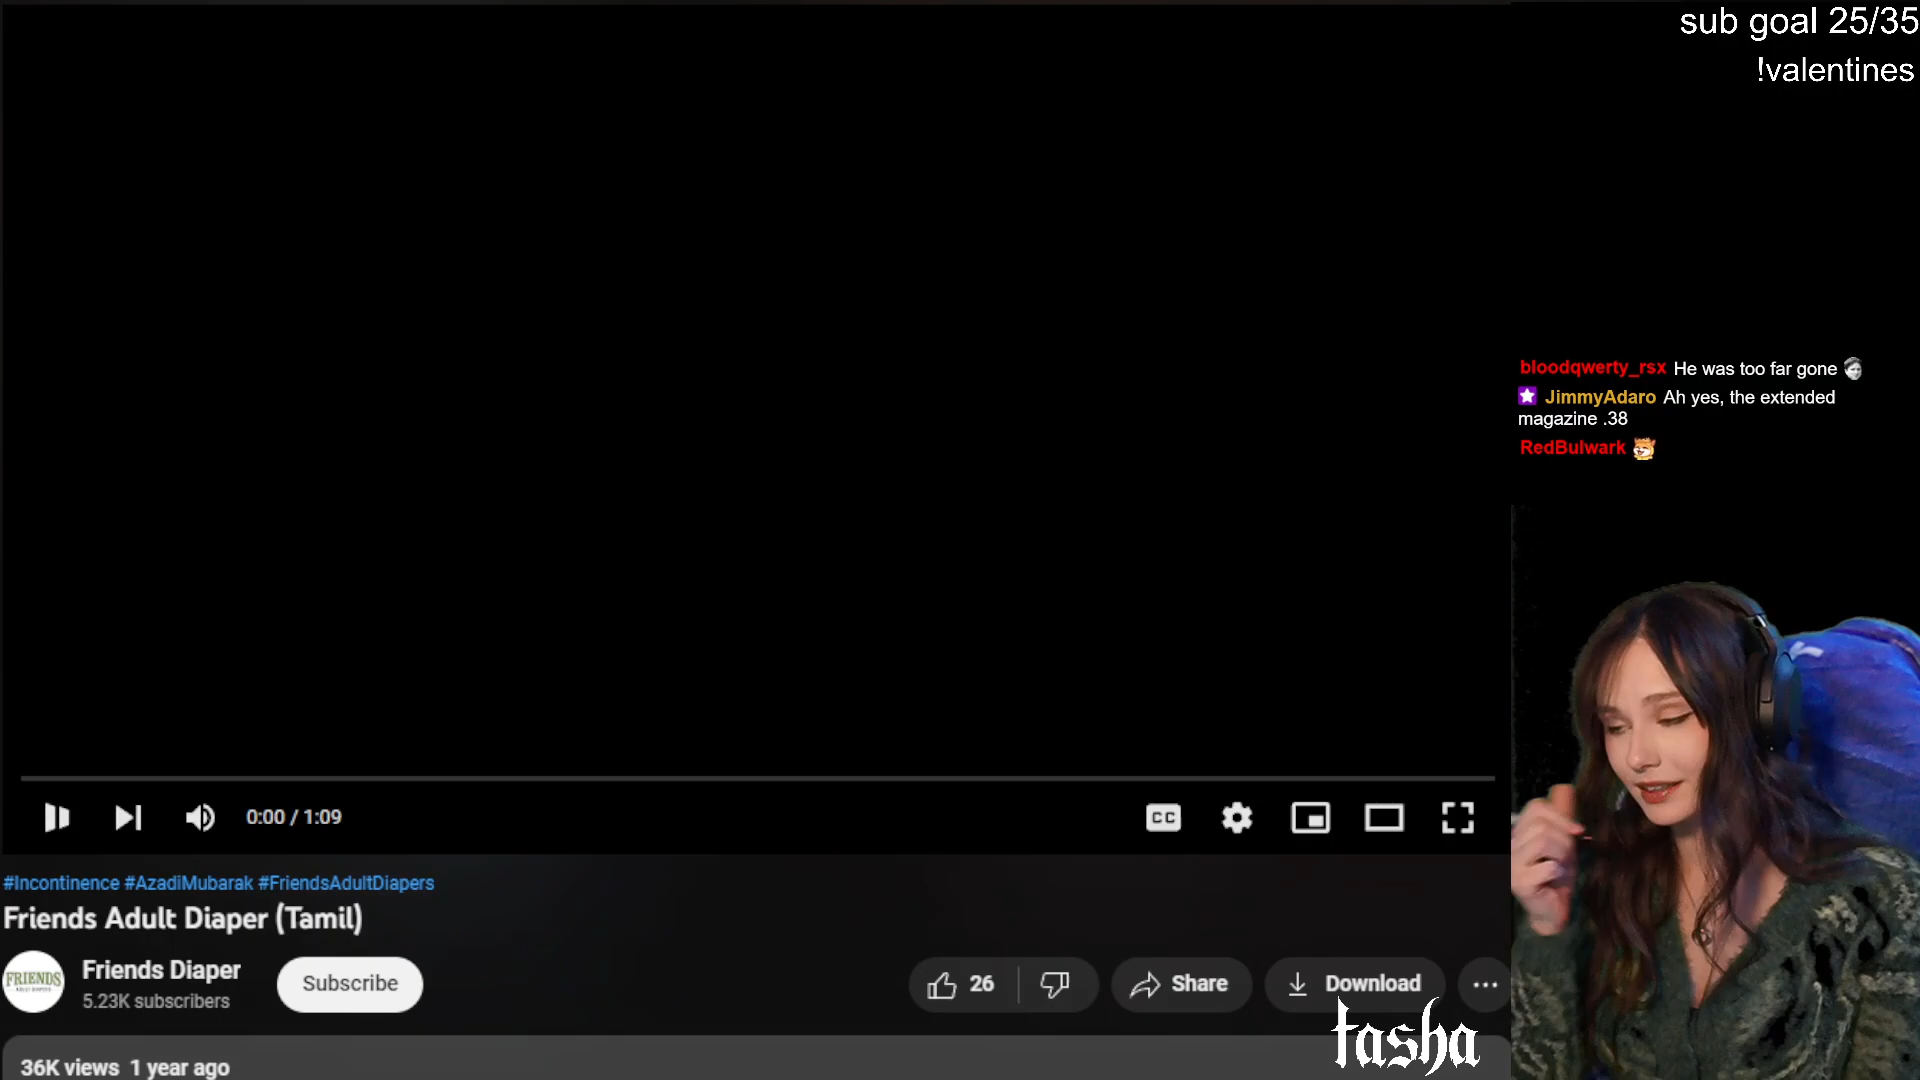 sub goal 25/35
!valentines
bloodqwerty_rsx He was too far gone
JimmyAdaro Ah yes, the extended
magazine .38
RedBulwark
0:00 / 1:09
CC
#Incontinence #AzadiMubarak #FriendsAdultDiapers
Friends Adult Diaper (Tamil)
FRIENDS
ADULT DIAPERS
Friends Diaper
5.23K subscribers
Subscribe
26
Share
Download
tasha
36K views 1 year ago